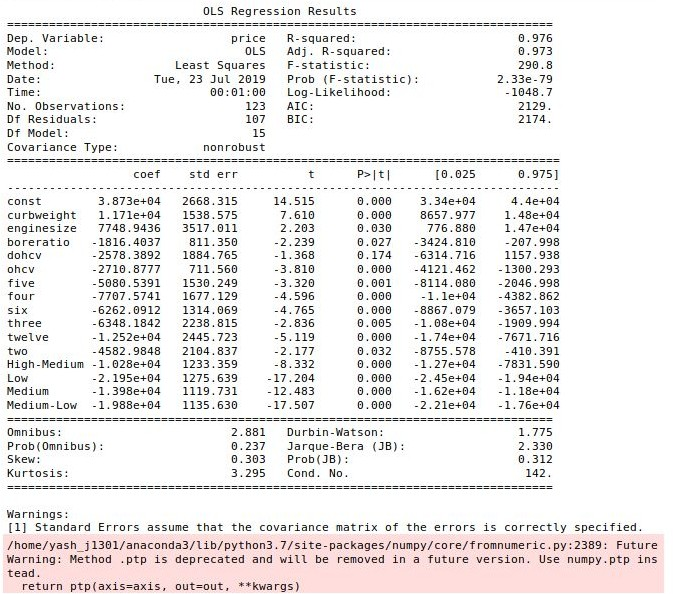 OLS Regression Results
==============================================================================
Dep. Variable: price R-squared: 0.976
Model: OLS Adj. R-squared: 0.973
Method: Least Squares F-statistic: 290.8
Date: Tue, 23 Jul 2019 Prob (F-statistic): 2.33e-79
Time: 00:01:00 Log-Likelihood: -1048.7
No. Observations: 123 AIC: 2129.
Df Residuals: 107 BIC: 2174.
Df Model: 15
Covariance Type: nonrobust
===============================================================================
coef std err t P>|t| [0.025 0.975]
-------------------------------------------------------------------------------
const 3.873e+04 2668.315 14.515 0.000 3.34e+04 4.4e+04
curbweight 1.171e+04 1538.575 7.610 0.000 8657.977 1.48e+04
enginesize 7748.9436 3517.011 2.203 0.030 776.880 1.47e+04
boreratio -1816.4037 811.350 -2.239 0.027 -3424.810 -207.998
dohcv -2578.3892 1884.765 -1.368 0.174 -6314.716 1157.938
ohcv -2710.8777 711.560 -3.810 0.000 -4121.462 -1300.293
five -5080.5391 1530.249 -3.320 0.001 -8114.080 -2046.998
four -7707.5741 1677.129 -4.596 0.000 -1.1e+04 -4382.862
six -6262.0912 1314.069 -4.765 0.000 -8867.079 -3657.103
three -6348.1842 2238.815 -2.836 0.005 -1.08e+04 -1909.994
twelve -1.252e+04 2445.723 -5.119 0.000 -1.74e+04 -7671.716
two -4582.9848 2104.837 -2.177 0.032 -8755.578 -410.391
High-Medium -1.028e+04 1233.359 -8.332 0.000 -1.27e+04 -7831.590
Low -2.195e+04 1275.639 -17.204 0.000 -2.45e+04 -1.94e+04
Medium -1.398e+04 1119.731 -12.483 0.000 -1.62e+04 -1.18e+04
Medium-Low -1.988e+04 1135.630 -17.507 0.000 -2.21e+04 -1.76e+04
==============================================================================
Omnibus: 2.881 Durbin-Watson: 1.775
Prob(Omnibus): 0.237 Jarque-Bera (JB): 2.330
Skew: 0.303 Prob(JB): 0.312
Kurtosis: 3.295 Cond. No. 142.
==============================================================================
Warnings:
[1] Standard Errors assume that the covariance matrix of the errors is correctly specified.
/home/yash_j1301/anaconda3/lib/python3.7/site-packages/numpy/core/fromnumeric.py:2389: Future
Warning: Method .ptp is deprecated and will be removed in a future version. Use numpy.ptp ins
tead.
return ptp(axis=axis, out=out, **kwargs)